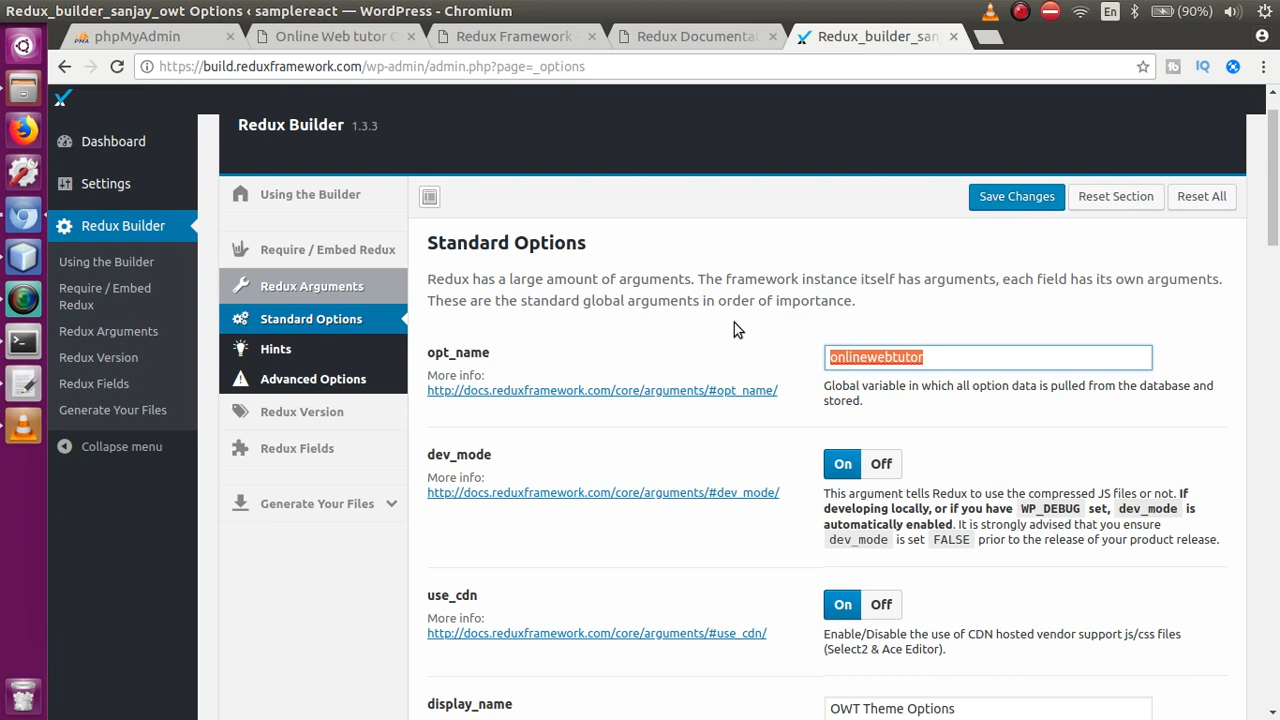 Redux_builder_sanjay_owt Options ‹ samplereact — WordPress - Chromium
En
(90%)
phpMyAdmin
Online Web tutor O
Redux Framework -
Redux Documenta
Redux_builder_sanj
https://build.reduxframework.com/wp-admin/admin.php?page=_options
Dashboard
Settings
Redux Builder
Using the Builder
Require / Embed
Redux
Redux Arguments
Redux Version
Redux Fields
Generate Your Files
Collapse menu
Redux Builder 1.3.3
Using the Builder
Require / Embed Redux
Redux Arguments
Standard Options
Hints
Advanced Options
Redux Version
Redux Fields
Generate Your Files
Save Changes
Reset Section
Reset All
Standard Options
Redux has a large amount of arguments. The framework instance itself has arguments, each field has its own arguments.
These are the standard global arguments in order of importance.
opt_name
More info:
http://docs.reduxframework.com/core/arguments/#opt_name/
onlinewebtutor
Global variable in which all option data is pulled from the database and
stored.
dev_mode
More info:
http://docs.reduxframework.com/core/arguments/#dev_mode/
On Off
This argument tells Redux to use the compressed JS files or not. If
developing locally, or if you have WP_DEBUG set, dev_mode is
automatically enabled. It is strongly advised that you ensure
dev_mode is set FALSE prior to the release of your product release.
use_cdn
More info:
http://docs.reduxframework.com/core/arguments/#use_cdn/
On Off
Enable/Disable the use of CDN hosted vendor support js/css files
(Select2 & Ace Editor).
display_name
OWT Theme Options